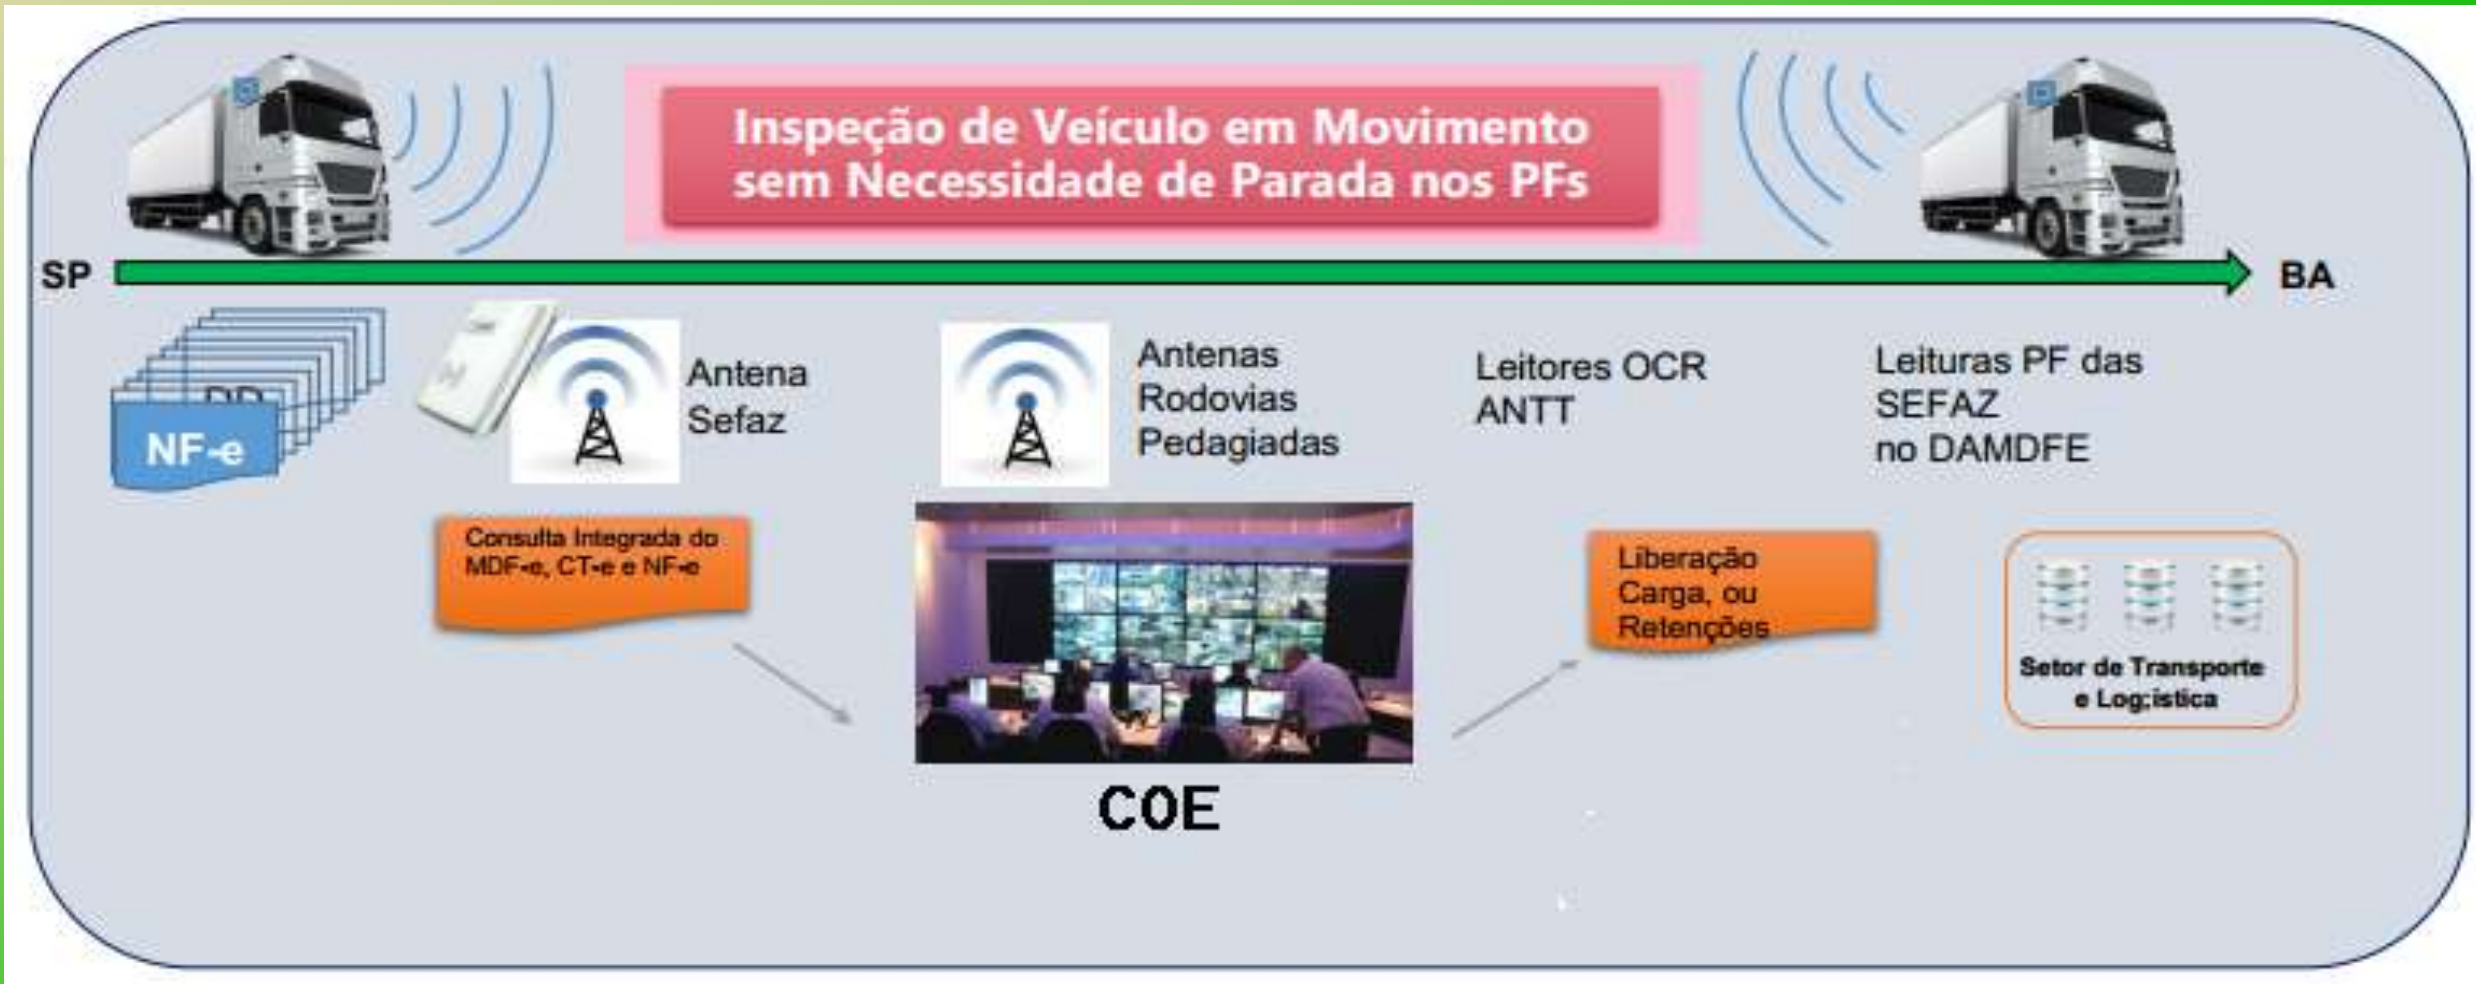 Inspeção de Veículo em Movimento
sem Necessidade de Parada nos PFs
SP
BA
NF-e
Antena
Sefaz
Antenas
Rodovias
Pedagiadas
Leitores OCR
ANTT
Leituras PF das
SEFAZ
no DAMDFE
Consulta Integrada do
MDF-e, CT-e e NF-e
COE
Liberação
Carga, ou
Retenções
Setor de Transporte
e Log;istica